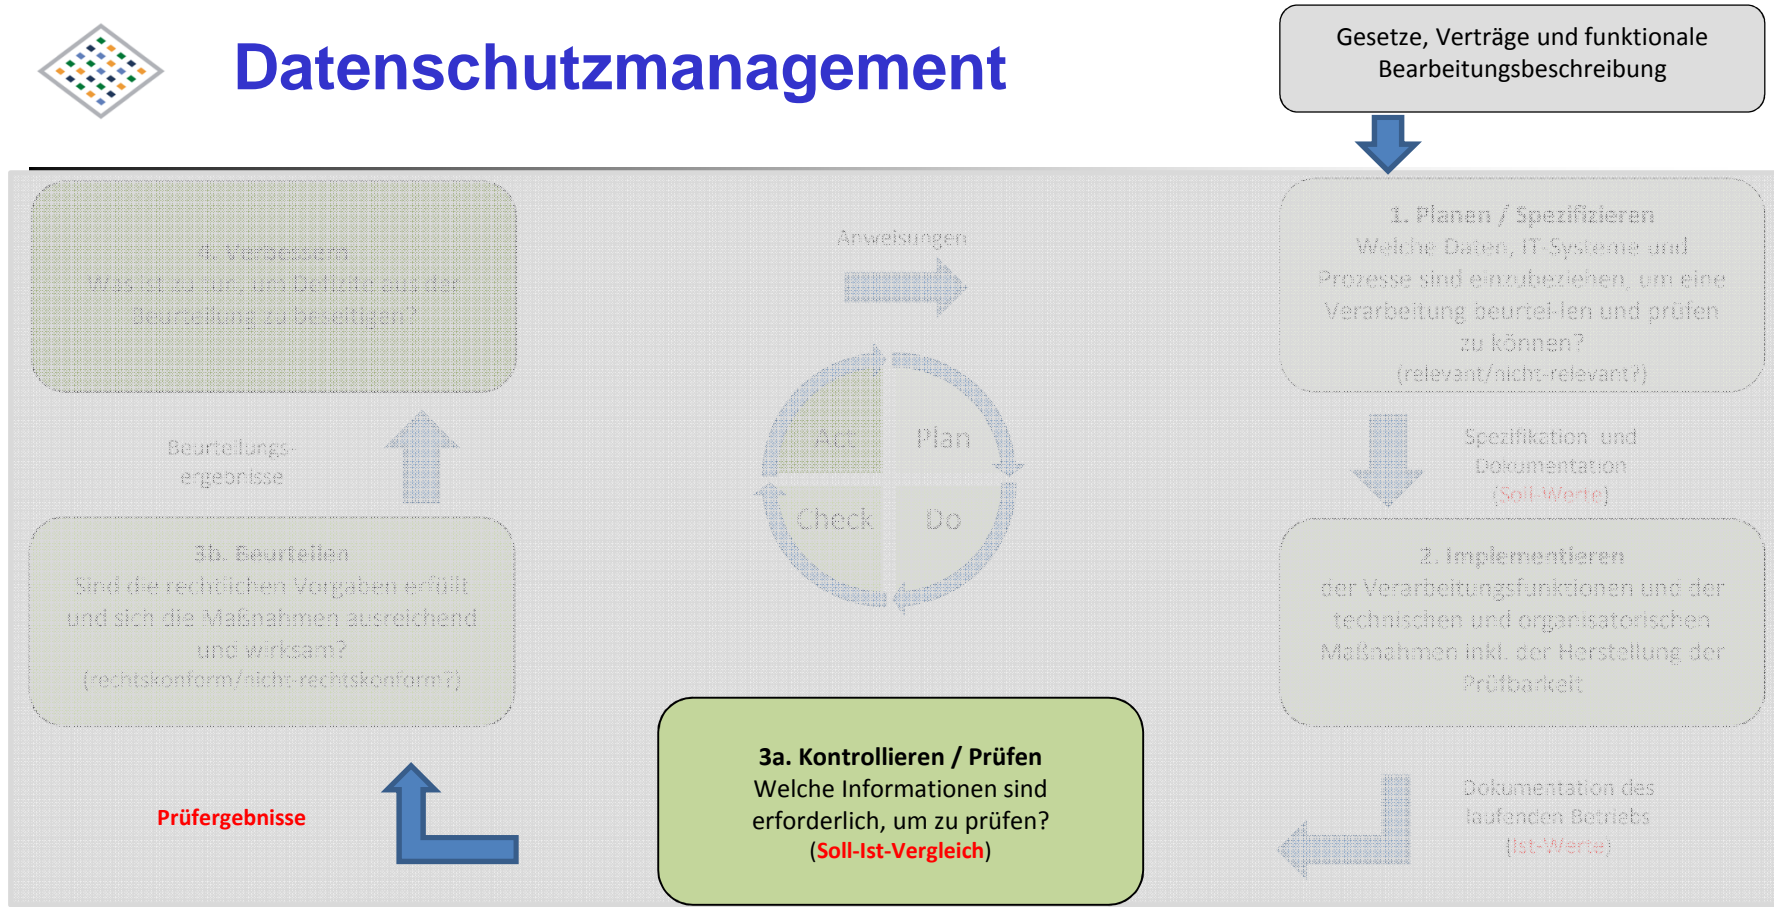 Datenschutzmanagement
Gesetze, Verträge und funktionale
Bearbeitungsbeschreibung
4. Verbessern
Was ist zu tun, um Defizite aus der
Beurteilung zu beseitigen?
Anweisungen
1. Planen / Spezifizieren
Welche Daten, IT-Systeme und
Prozesse sind einzubeziehen, um eine
Verarbeitung beurtei-len und prüfen
zu können?
(relevant/nicht-relevant?)
Act
Plan
Check
Do
Beurteilungs-
ergebnisse
Spezifikation und
Dokumentation
(Soll-Werte)
3b. Beurteilen
Sind die rechtlichen Vorgaben erfüllt
und sich die Maßnahmen ausreichend
und wirksam?
(rechtskonform/nicht-rechtskonform?)
2. Implementieren
der Verarbeitungsfunktionen und der
technischen und organisatorischen
Maßnahmen inkl. der Herstellung der
Prüfbarkeit
3a. Kontrollieren / Prüfen
Welche Informationen sind
erforderlich, um zu prüfen?
(Soll-Ist-Vergleich)
Prüfergebnisse
Dokumentation des
laufenden Betriebs
(Ist-Werte)